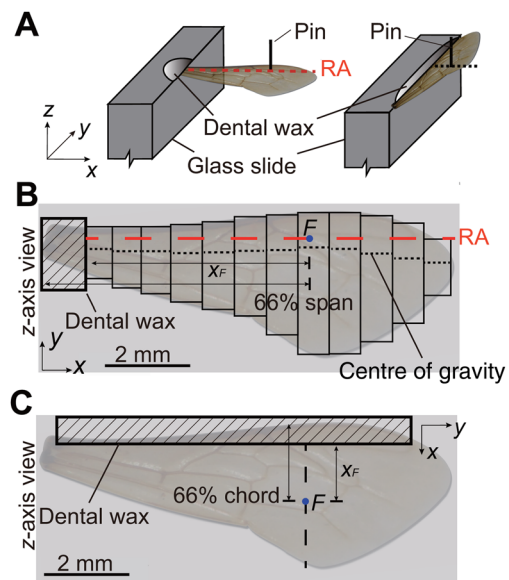 A
Pin
Pin
RA
Dental wax
Glass slide
z
y
x
B
F
RA
xF
66% span
z-axis view
Dental wax
y
x
2 mm
Centre of gravity
C
y
x
z-axis view
xF
66% chord
F
Dental wax
2 mm